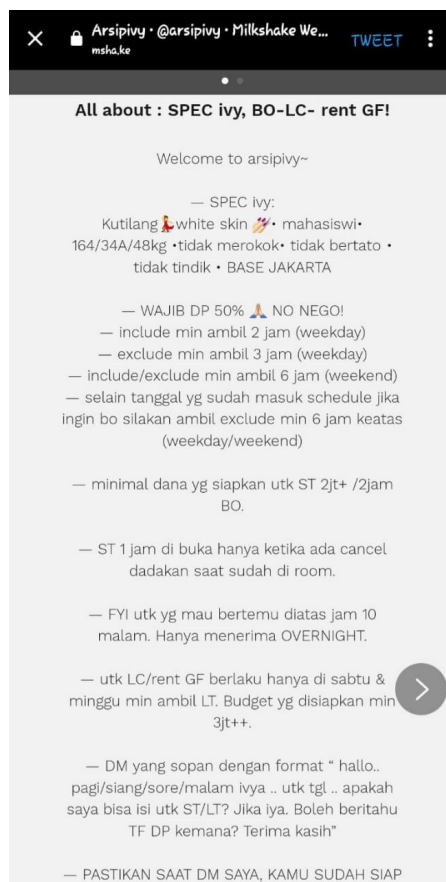 Arsipivy • @arsipivy • Milkshake We...
msha.ke
TWEET
All about : SPEC ivy, BO-LC- rent GF!
Welcome to arsipivy~
— SPEC ivy:
Kutilang💃white skin 💅🏻• mahasiswi•
164/34A/48kg •tidak merokok• tidak bertato •
tidak tindik • BASE JAKARTA
— WAJIB DP 50% 🙏🏻 NO NEGO!
— include min ambil 2 jam (weekday)
— exclude min ambil 3 jam (weekday)
— include/exclude min ambil 6 jam (weekend)
— selain tanggal yg sudah masuk schedule jika
ingin bo silakan ambil exclude min 6 jam keatas
(weekday/weekend)
— minimal dana yg siapkan utk ST 2jt+ /2jam
BO.
— ST 1 jam di buka hanya ketika ada cancel
dadakan saat sudah di room.
— FYI utk yg mau bertemu diatas jam 10
malam. Hanya menerima OVERNIGHT.
— utk LC/rent GF berlaku hanya di sabtu &
minggu min ambil LT. Budget yg disiapkan min
3jt++.
— DM yang sopan dengan format “ hallo..
pagi/siang/sore/malam ivya .. utk tgl .. apakah
saya bisa isi utk ST/LT? Jika iya. Boleh beritahu
TF DP kemana? Terima kasih”
— PASTIKAN SAAT DM SAYA, KAMU SUDAH SIAP